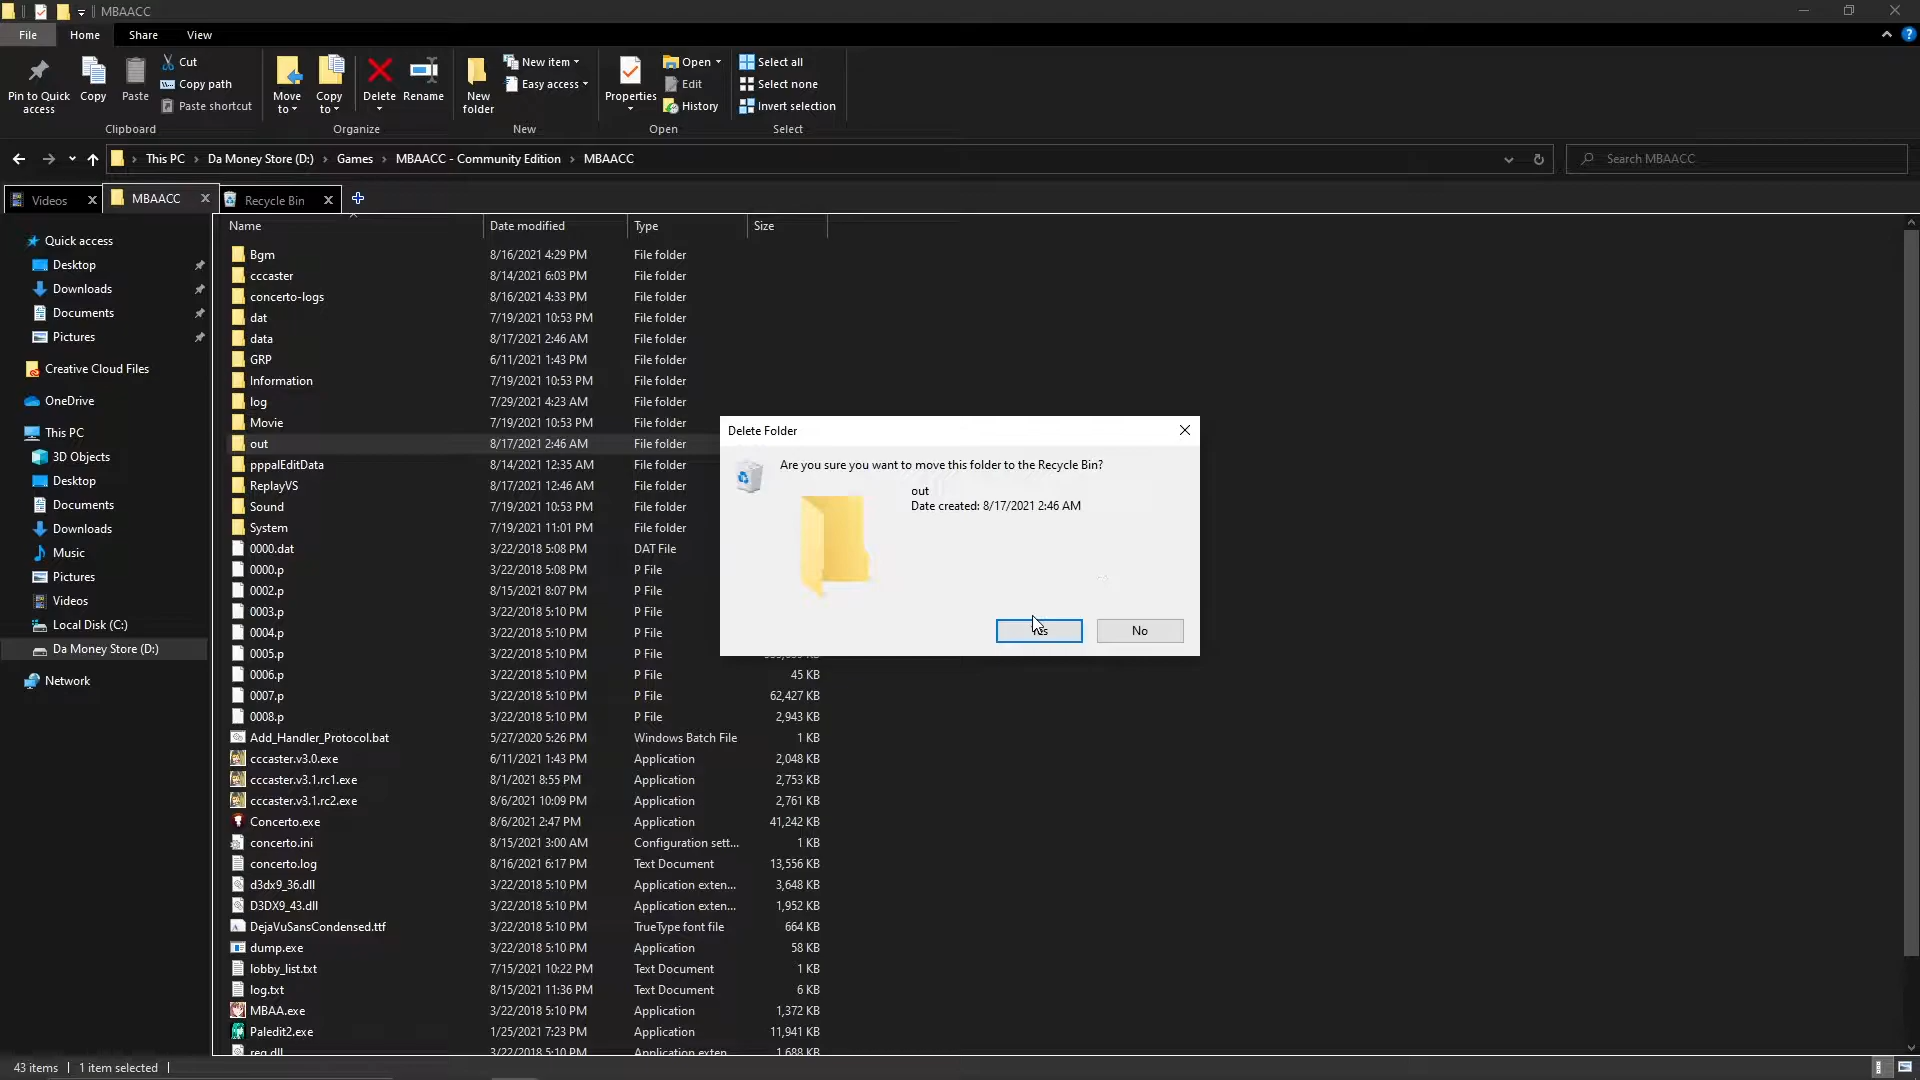 MBAACC
File Home Share View
Pin to Quick access
Copy
Paste
Cut
Copy path
Paste shortcut
Clipboard
Move to
Copy to
Delete
Rename
Organize
New folder
New item
Easy access
New
Properties
Open
Edit
History
Open
Select all
Select none
Invert selection
Select
This PC Da Money Store (D:) Games MBAACC - Community Edition MBAACC
Search MBAACC
Videos MBAACC Recycle Bin
Quick access
Desktop
Downloads
Documents
Pictures
Creative Cloud Files
OneDrive
This PC
3D Objects
Desktop
Documents
Downloads
Music
Pictures
Videos
Local Disk (C:)
Da Money Store (D:)
Network
Name Date modified Type Size
Bgm 8/16/2021 4:29 PM File folder
cccaster 8/14/2021 6:03 PM File folder
concerto-logs 8/16/2021 4:33 PM File folder
dat 7/19/2021 10:53 PM File folder
data 8/17/2021 2:46 AM File folder
GRP 6/11/2021 1:43 PM File folder
Information 7/19/2021 10:53 PM File folder
log 7/29/2021 4:23 AM File folder
Movie 7/19/2021 10:53 PM File folder
out 8/17/2021 2:46 AM File folder
pppalEditData 8/14/2021 12:35 AM File folder
ReplayVS 8/17/2021 12:46 AM File folder
Sound 7/19/2021 10:53 PM File folder
System 7/19/2021 11:01 PM File folder
0000.dat 3/22/2018 5:08 PM DAT File
0000.p 3/22/2018 5:08 PM P File
0002.p 8/15/2021 8:07 PM P File
0003.p 3/22/2018 5:10 PM P File
0004.p 3/22/2018 5:10 PM P File
0005.p 3/22/2018 5:10 PM P File
0006.p 3/22/2018 5:10 PM P File 45 KB
0007.p 3/22/2018 5:10 PM P File 62,427 KB
0008.p 3/22/2018 5:10 PM P File 2,943 KB
Add_Handler_Protocol.bat 5/27/2020 5:26 PM Windows Batch File 1 KB
cccaster.v3.0.exe 6/11/2021 1:43 PM Application 2,048 KB
cccaster.v3.1.rc1.exe 8/1/2021 8:55 PM Application 2,753 KB
cccaster.v3.1.rc2.exe 8/6/2021 10:09 PM Application 2,761 KB
Concerto.exe 8/6/2021 2:47 PM Application 41,242 KB
concerto.ini 8/15/2021 3:00 AM Configuration sett... 1 KB
concerto.log 8/16/2021 6:17 PM Text Document 13,556 KB
d3dx9_36.dll 3/22/2018 5:10 PM Application exten... 3,648 KB
D3DX9_43.dll 3/22/2018 5:10 PM Application exten... 1,952 KB
DejaVuSansCondensed.ttf 3/22/2018 5:10 PM TrueType font file 664 KB
dump.exe 3/22/2018 5:10 PM Application 58 KB
lobby_list.txt 7/15/2021 10:22 PM Text Document 1 KB
log.txt 8/15/2021 11:36 PM Text Document 6 KB
MBAA.exe 3/22/2018 5:10 PM Application 1,372 KB
Paledit2.exe 1/25/2021 7:23 PM Application 11,941 KB
3/22/2018 5:10 PM Application exten... 1,688 KB
Delete Folder
Are you sure you want to move this folder to the Recycle Bin?
out
Date created: 8/17/2021 2:46 AM
No
43 items 1 item selected